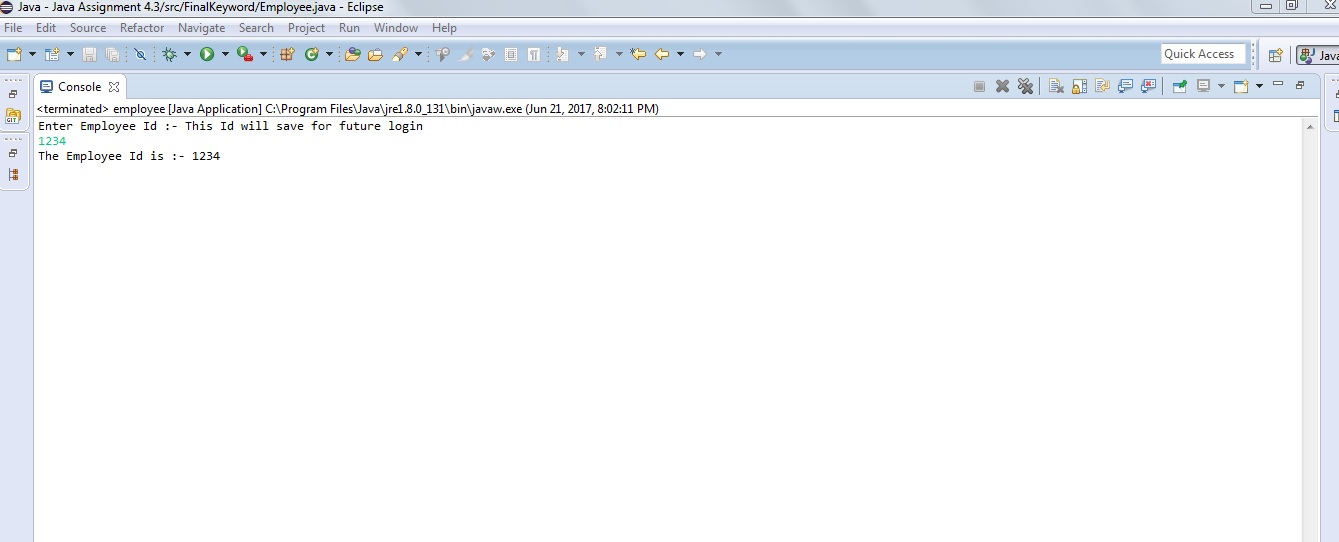 Java - Java Assignment 4.3/src/FinalKeyword/Employee.java - Eclipse
File Edit Source Refactor Navigate Search Project Run Window Help
Quick Access
Java
Console
<terminated> employee [Java Application] C:\Program Files\Java\jre1.8.0_131\bin\javaw.exe (Jun 21, 2017, 8:02:11 PM)
GIT
Enter Employee Id :- This Id will save for future login
1234
The Employee Id is :- 1234